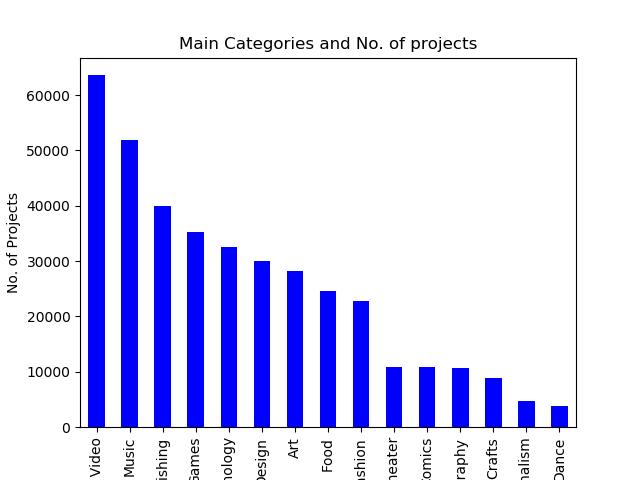 Main Categories and No. of projects
No. of Projects
60000
50000
40000
30000
20000
10000
0
Video
Music
ishing
Games
nology
Design
Art
Food
ashion
heater
omics
raphy
Crafts
nalism
Dance